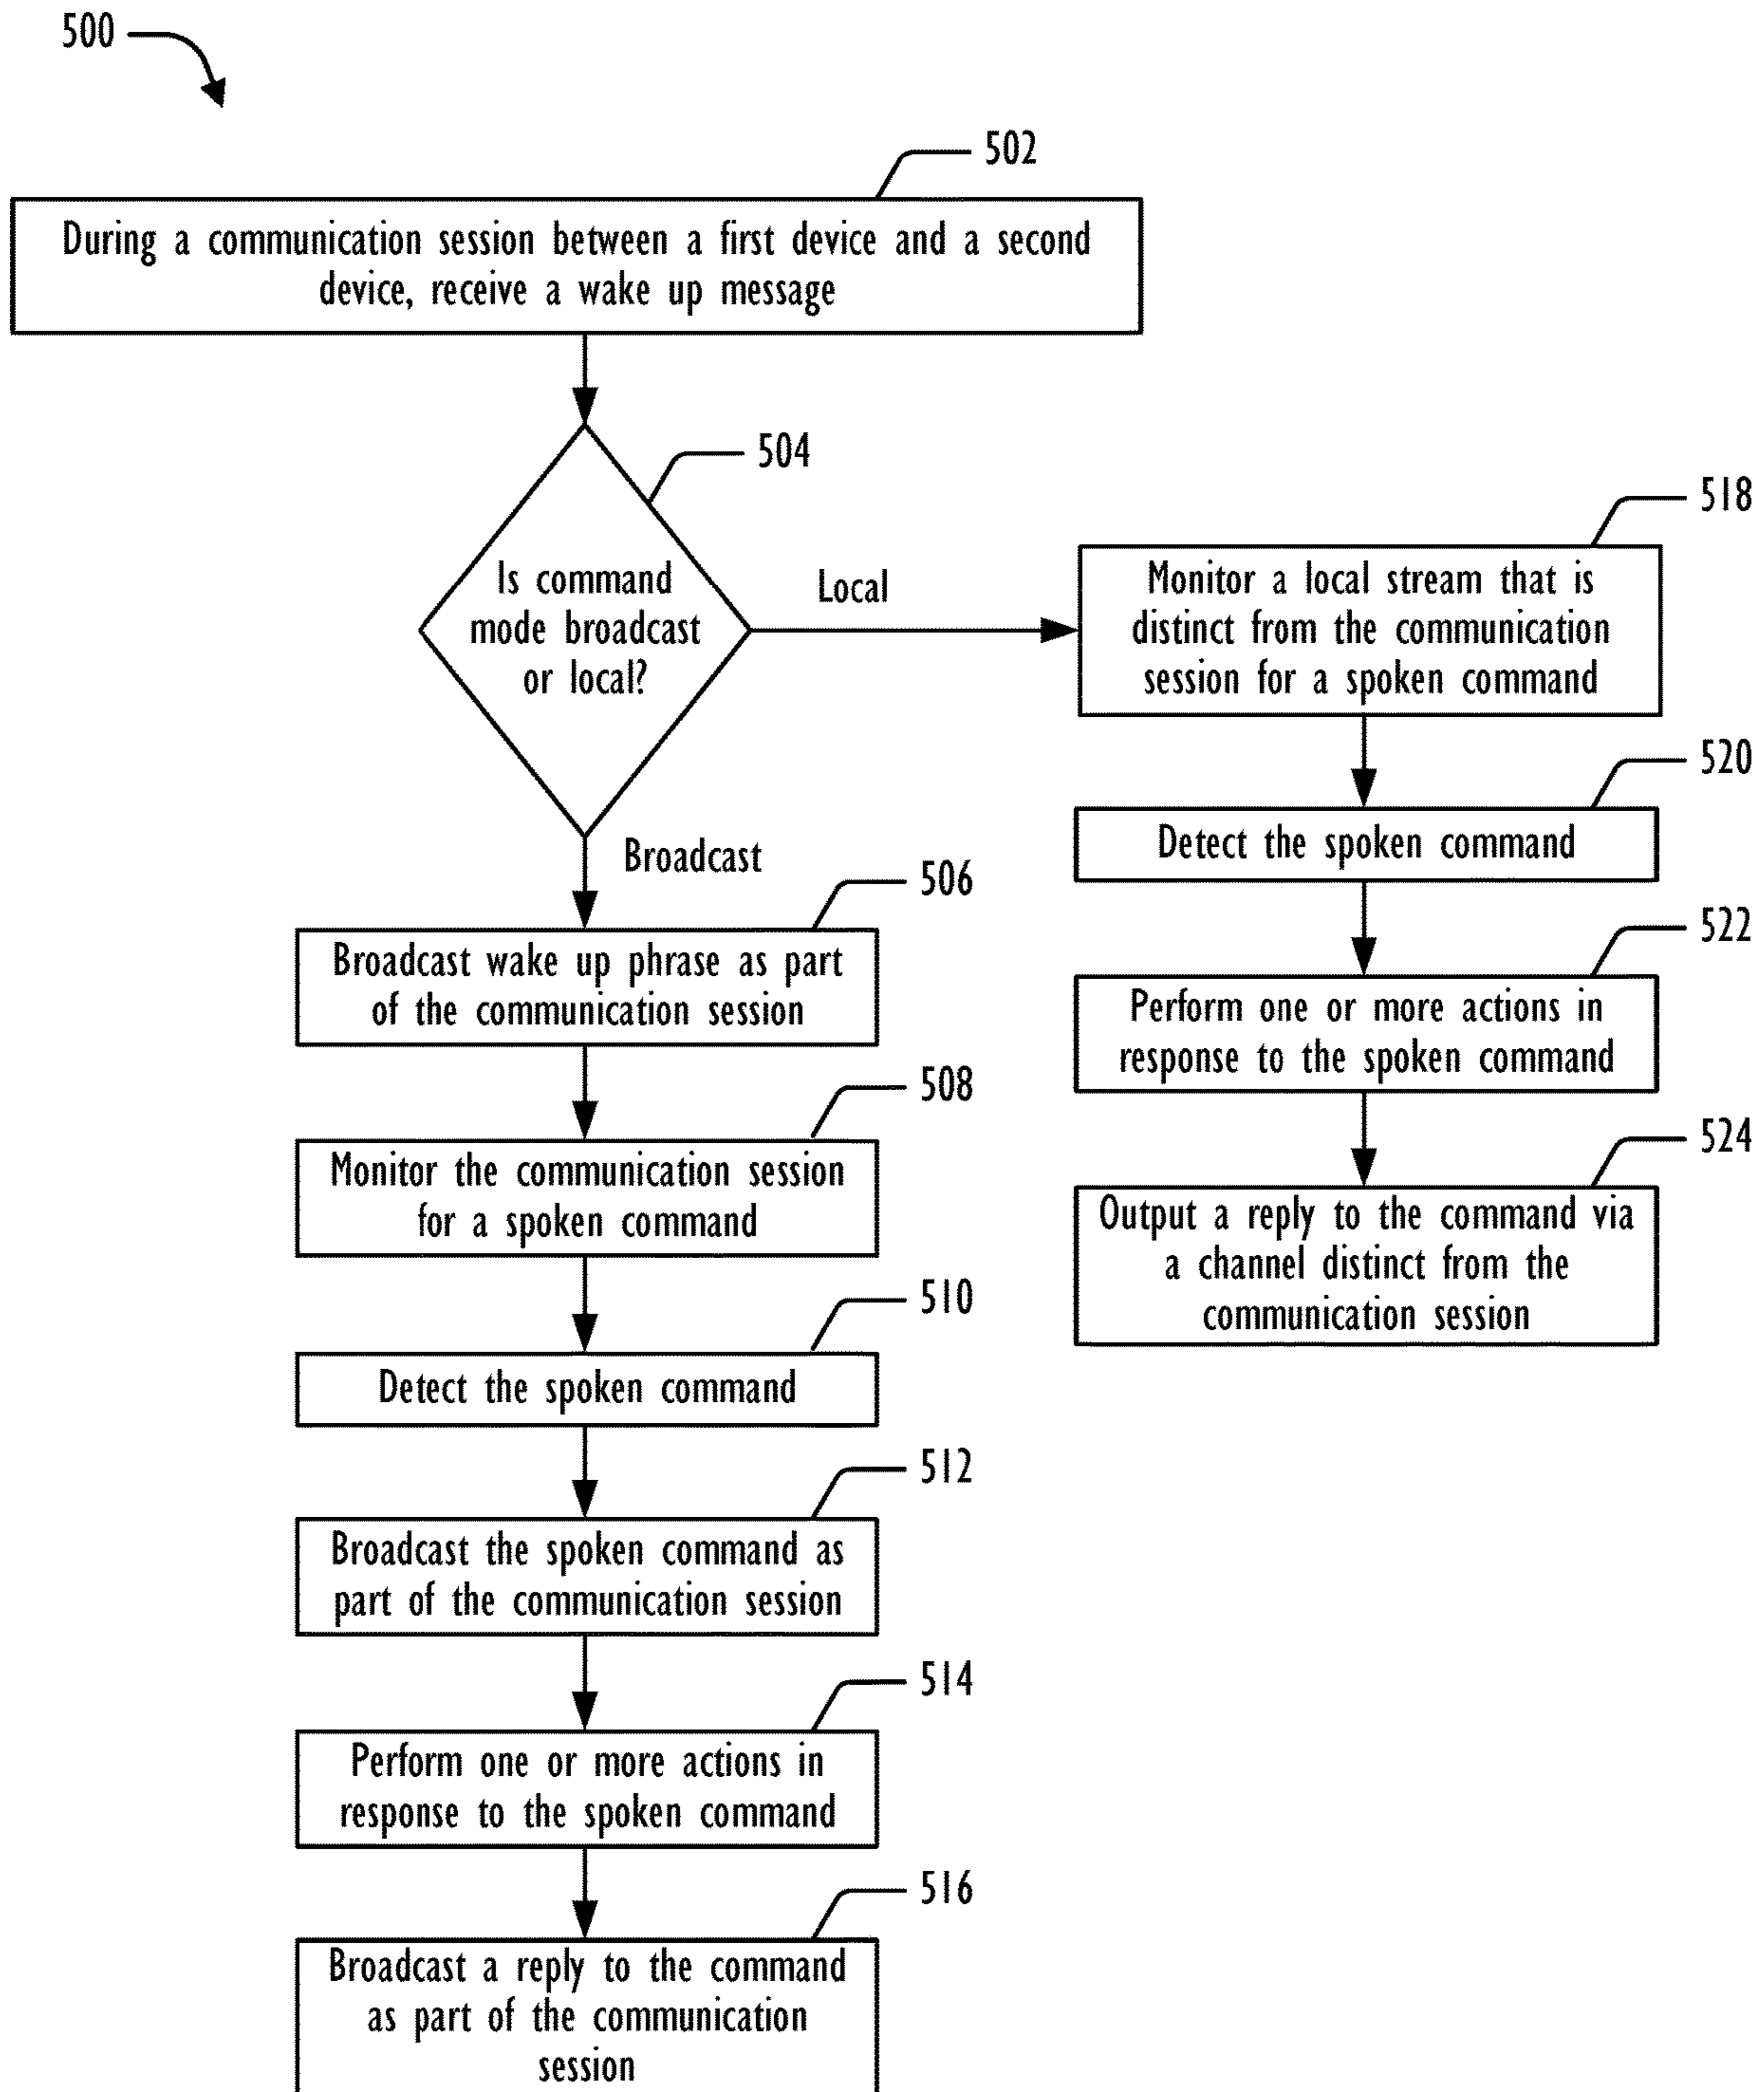 500
502
During a communication session between a first device and a second
device, receive a wake up message
504
Is command
mode broadcast
or local?
Local
Broadcast
506
Broadcast wake up phrase as part
of the communication session
508
Monitor the communication session
for a spoken command
510
Detect the spoken command
512
Broadcast the spoken command as
part of the communication session
514
Perform one or more actions in
response to the spoken command
516
Broadcast a reply to the command
as part of the communication
session
518
Monitor a local stream that is
distinct from the communication
session for a spoken command
520
Detect the spoken command
522
Perform one or more actions in
response to the spoken command
524
Output a reply to the command via
a channel distinct from the
communication session